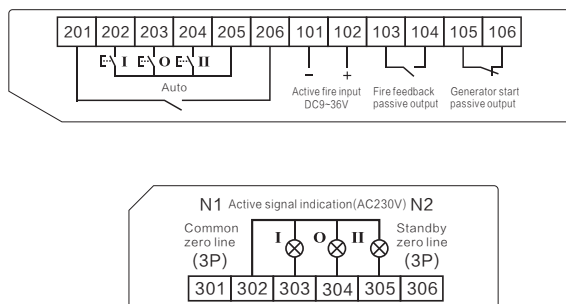 201 202 203 204 205 206 101 102 103 104 105 106
I O II
− +
Auto
Active fire input
DC9~36V
Fire feedback
passive output
Generator start
passive output
N1 Active signal indication(AC230V) N2
Common
zero line
(3P)
I O II
Standby
zero line
(3P)
301 302 303 304 305 306